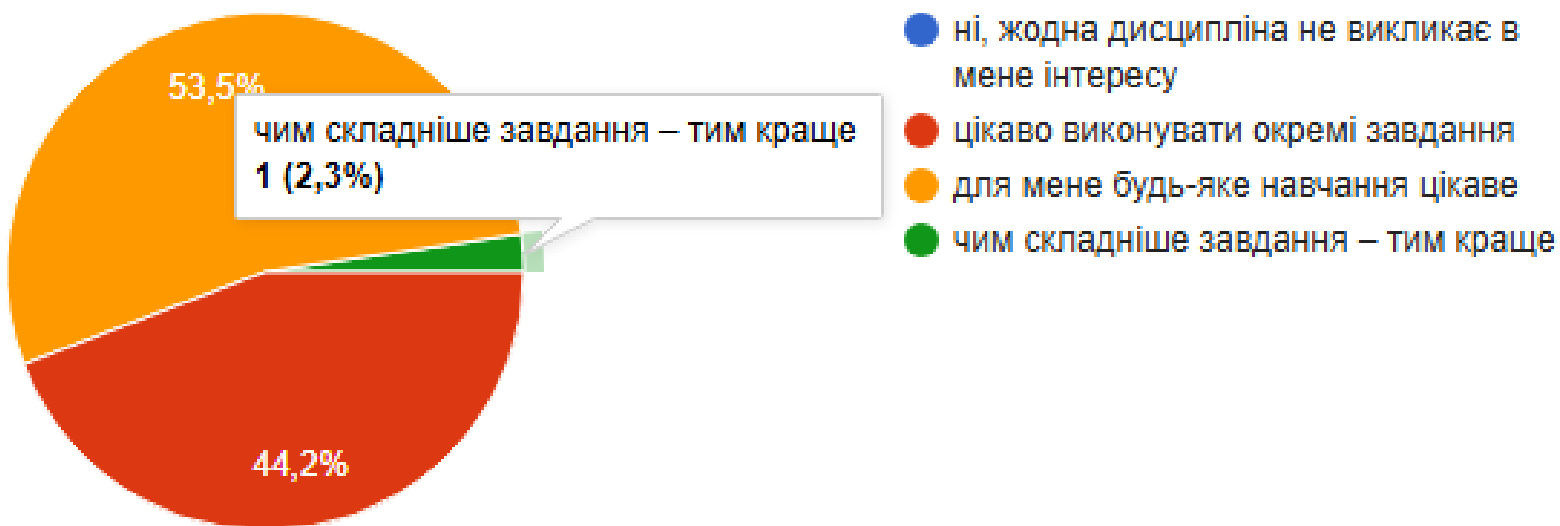 53,5%
чим складніше завдання – тим краще
1 (2,3%)
44,2%
ні, жодна дисципліна не викликає в
мене інтересу
цікаво виконувати окремі завдання
для мене будь-яке навчання цікаве
чим складніше завдання – тим краще